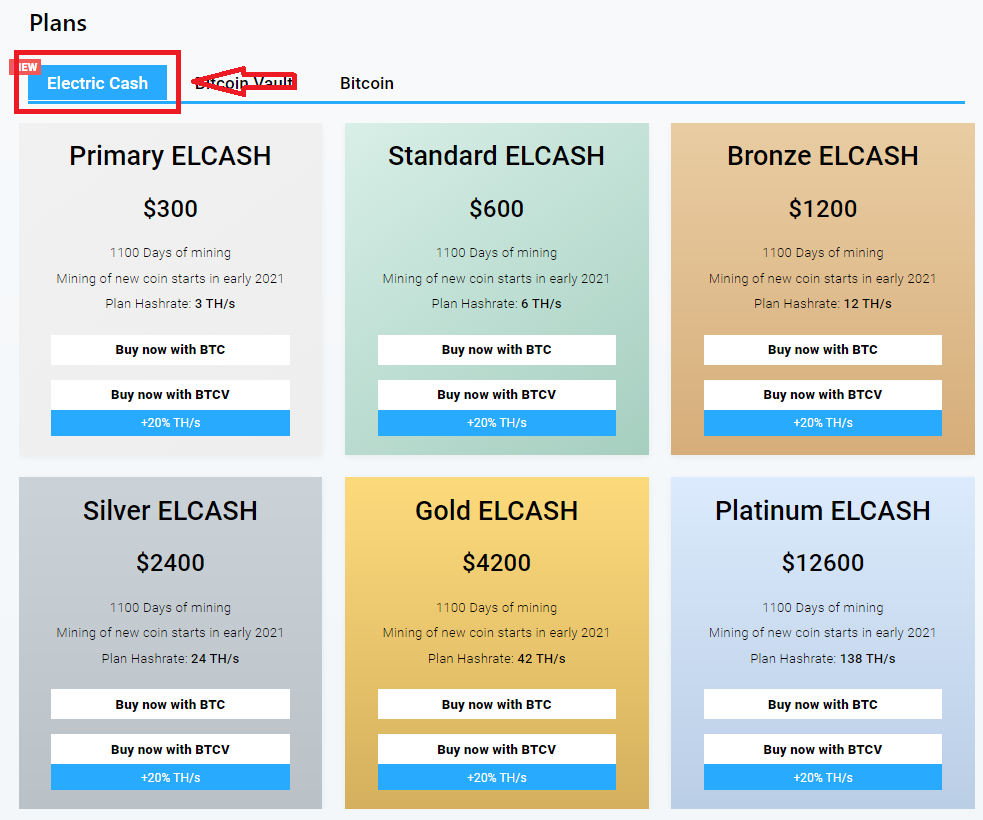 Plans
NEW
Electric Cash
Bitcoin Vault
Bitcoin
Primary ELCASH
$300
1100 Days of mining
Mining of new coin starts in early 2021
Plan Hashrate: 3 TH/s
Buy now with BTC
Buy now with BTCV
+20% TH/s
Standard ELCASH
$600
1100 Days of mining
Mining of new coin starts in early 2021
Plan Hashrate: 6 TH/s
Buy now with BTC
Buy now with BTCV
+20% TH/s
Bronze ELCASH
$1200
1100 Days of mining
Mining of new coin starts in early 2021
Plan Hashrate: 12 TH/s
Buy now with BTC
Buy now with BTCV
+20% TH/s
Silver ELCASH
$2400
1100 Days of mining
Mining of new coin starts in early 2021
Plan Hashrate: 24 TH/s
Buy now with BTC
Buy now with BTCV
+20% TH/s
Gold ELCASH
$4200
1100 Days of mining
Mining of new coin starts in early 2021
Plan Hashrate: 42 TH/s
Buy now with BTC
Buy now with BTCV
+20% TH/s
Platinum ELCASH
$12600
1100 Days of mining
Mining of new coin starts in early 2021
Plan Hashrate: 138 TH/s
Buy now with BTC
Buy now with BTCV
+20% TH/s